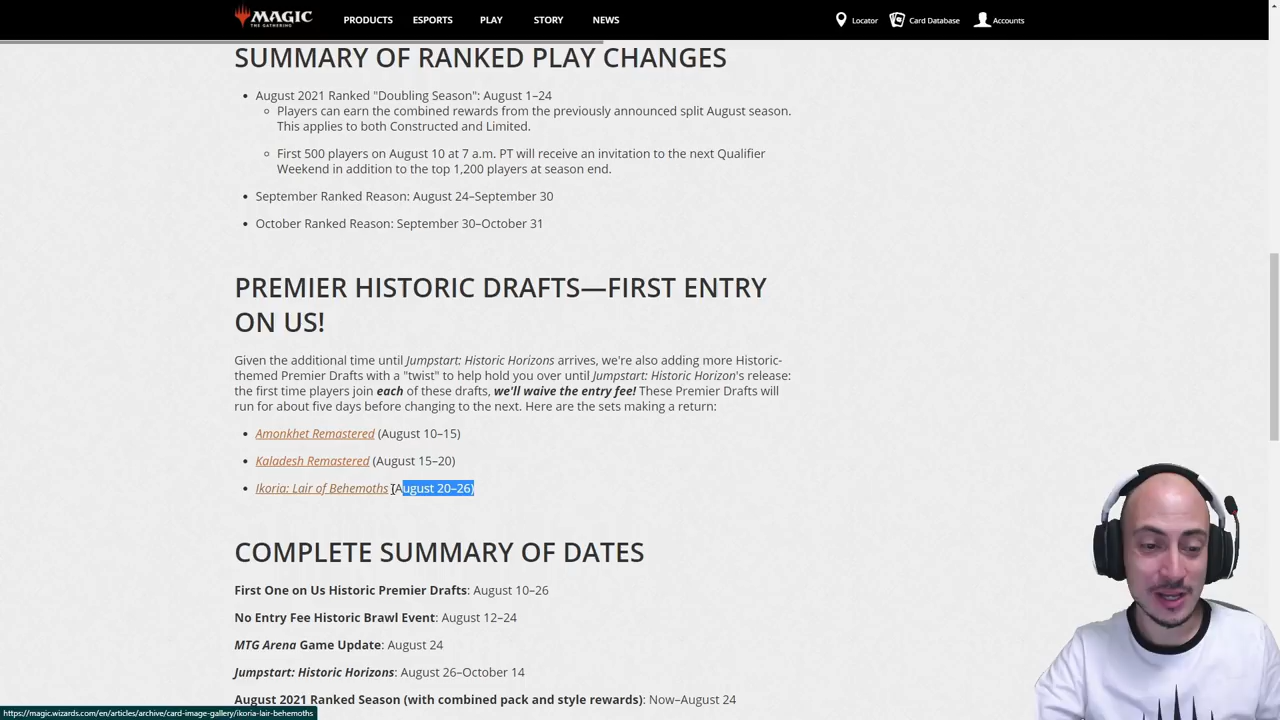 MAGIC
THE GATHERING
PRODUCTS ESPORTS PLAY STORY NEWS
Locator Card Database Accounts
SUMMARY OF RANKED PLAY CHANGES
August 2021 Ranked "Doubling Season": August 1–24
Players can earn the combined rewards from the previously announced split August season.
This applies to both Constructed and Limited.
First 500 players on August 10 at 7 a.m. PT will receive an invitation to the next Qualifier
Weekend in addition to the top 1,200 players at season end.
September Ranked Reason: August 24–September 30
October Ranked Reason: September 30–October 31
PREMIER HISTORIC DRAFTS—FIRST ENTRY
ON US!
Given the additional time until Jumpstart: Historic Horizons arrives, we're also adding more Historic-
themed Premier Drafts with a "twist" to help hold you over until Jumpstart: Historic Horizon's release:
the first time players join each of these drafts, we'll waive the entry fee! These Premier Drafts will
run for about five days before changing to the next. Here are the sets making a return:
Amonkhet Remastered (August 10–15)
Kaladesh Remastered (August 15–20)
Ikoria: Lair of Behemoths (August 20–26)
COMPLETE SUMMARY OF DATES
First One on Us Historic Premier Drafts: August 10–26
No Entry Fee Historic Brawl Event: August 12–24
MTG Arena Game Update: August 24
Jumpstart: Historic Horizons: August 26–October 14
August 2021 Ranked Season (with combined pack and style rewards): Now–August 24
https://magic.wizards.com/en/articles/archive/card-image-gallery/ikoria-lair-behemoths